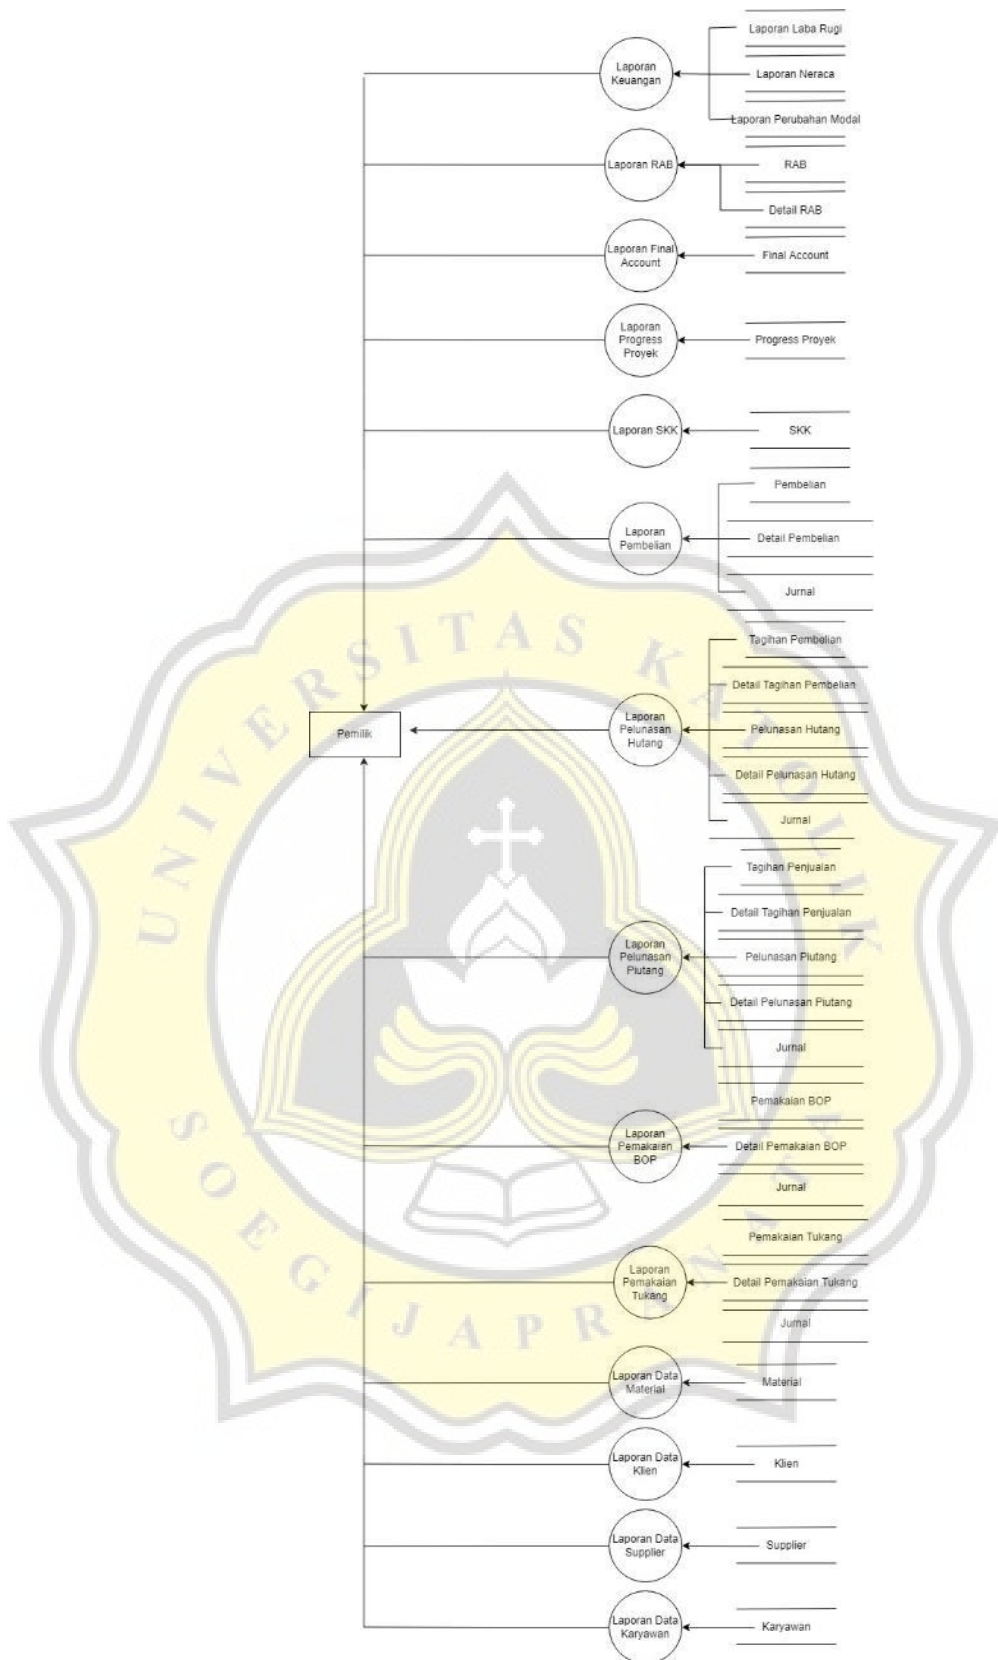 Laporan Laba Rugi
Laporan
Keuangan
Laporan Neraca
Laporan Perubahan Modal
Laporan RAB
RAB
Detail RAB
Laporan Final
Account
Final Account
Laporan
Progress
Proyek
Progress Proyek
Laporan SKK
SKK
Pembelian
Laporan
Pembelian
Detail Pembelian
Jurnal
Tagihan Pembelian
Detail Tagihan Pembelian
Pemilik
Laporan
Pelunasan
Hutang
Pelunasan Hutang
Detail Pelunasan Hutang
Jurnal
Tagihan Penjualan
Detail Tagihan Penjualan
Laporan
Pelunasan
Piutang
Pelunasan Piutang
Detail Pelunasan Piutang
Jurnal
Pemakaian BOP
Laporan
Pemakaian
BOP
Detail Pemakaian BOP
Jurnal
Pemakaian Tukang
Laporan
Pemakaian
Tukang
Detail Pemakaian Tukang
Jurnal
Laporan Data
Material
Material
Laporan Data
Klien
Klien
Laporan Data
Supplier
Supplier
Laporan Data
Karyawan
Karyawan
UNIVERSITAS KATOLIK
SOEGIJAPRANATA